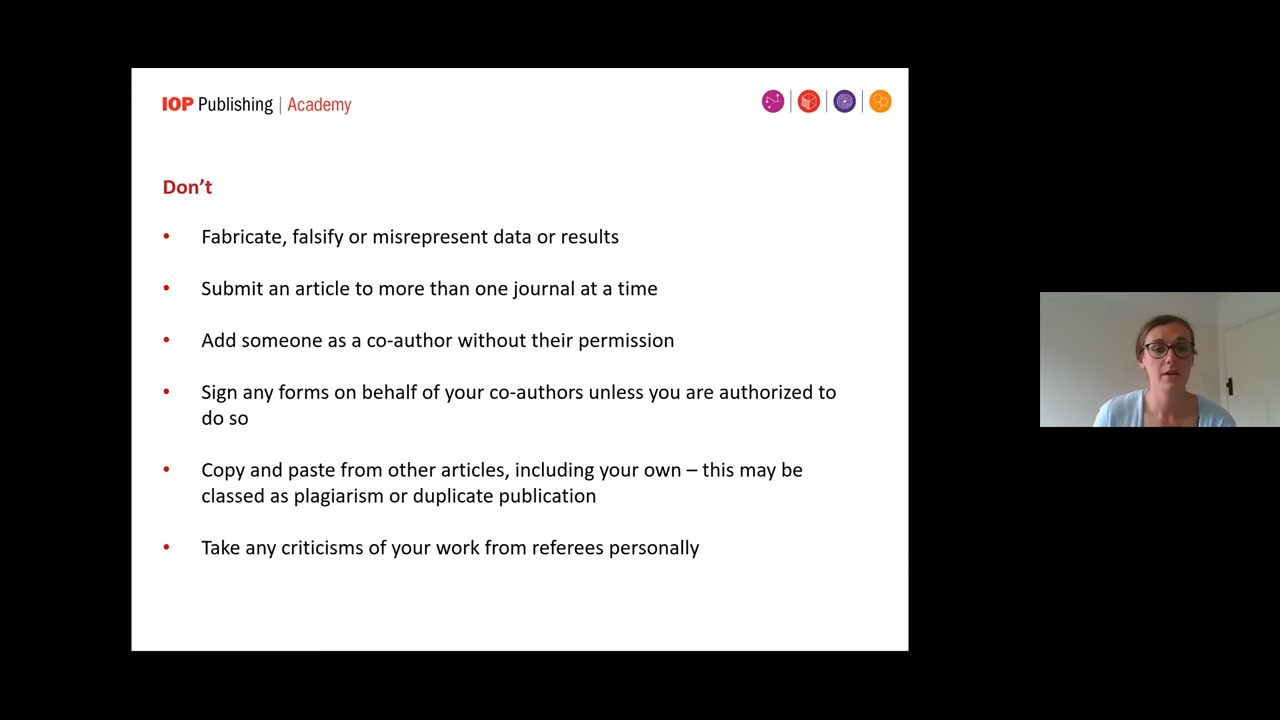 IOP Publishing | Academy
Don’t
• Fabricate, falsify or misrepresent data or results
• Submit an article to more than one journal at a time
• Add someone as a co-author without their permission
• Sign any forms on behalf of your co-authors unless you are authorized to
do so
• Copy and paste from other articles, including your own – this may be
classed as plagiarism or duplicate publication
• Take any criticisms of your work from referees personally